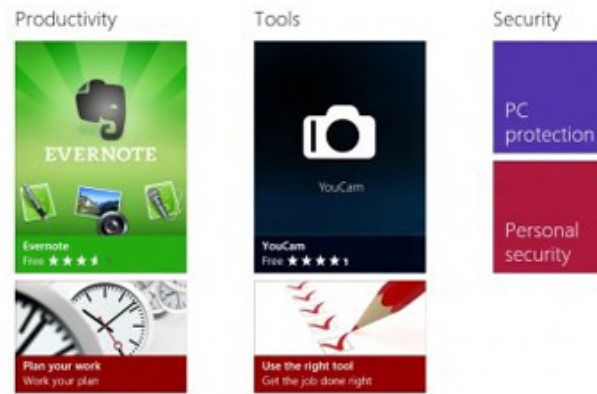 Productivity
EVERNOTE
Evernote
Free
Plan your work
Work your plan
Tools
YouCam
YouCam
Free
Use the right tool
Get the job done right
Security
PC
protection
Personal
security